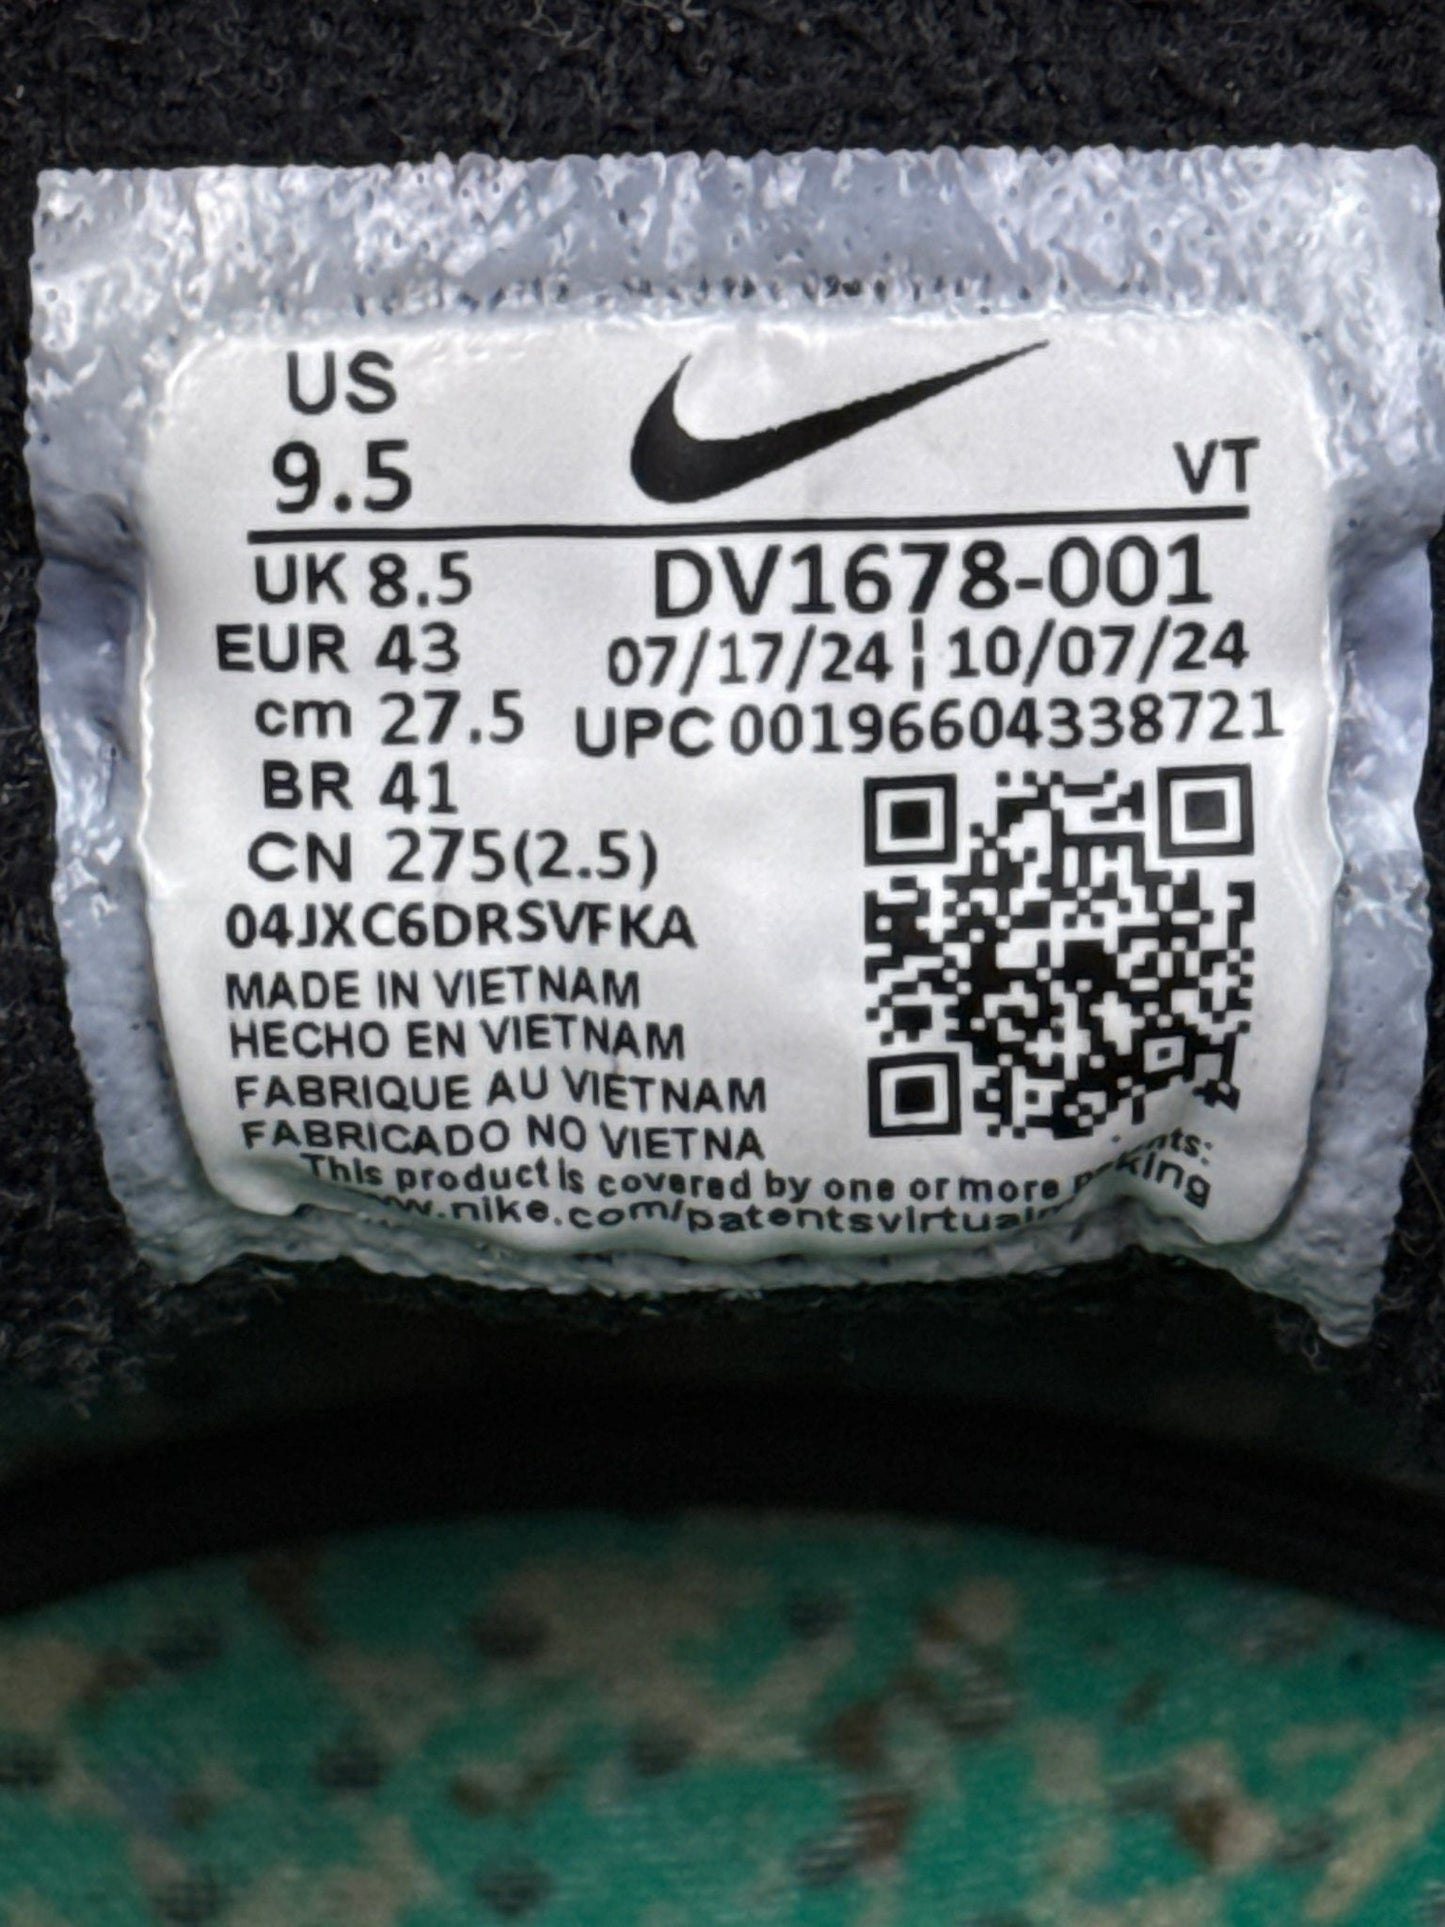 US
9.5
VT
UK 8.5
DV1678-001
EUR 43
07/17/24 ¦ 10/07/24
cm 27.5
UPC 00196604338721
BR 41
CN 275(2.5)
04JXC6DRSVFKA
MADE IN VIETNAM
HECHO EN VIETNAM
FABRIQUE AU VIETNAM
FABRICADO NO VIETNA
This product is covered by one or more